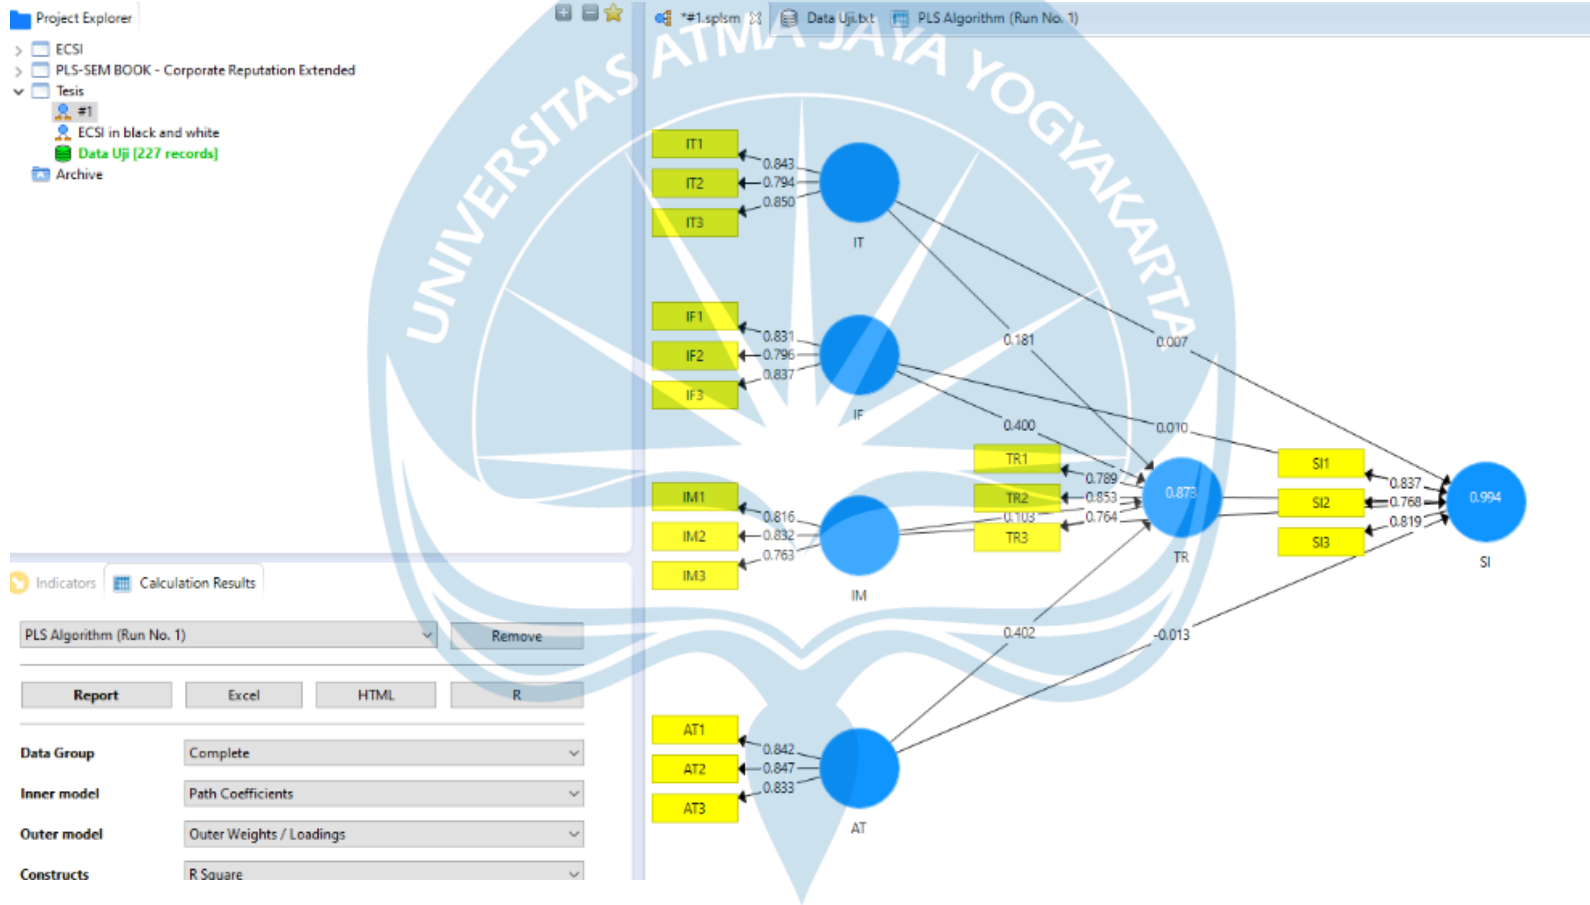 Project Explorer
ECSI
PLS-SEM BOOK - Corporate Reputation Extended
Tesis
#1
ECSI in black and white
Data Uji [227 records]
Archive
Indicators
Calculation Results
PLS Algorithm (Run No. 1)
Remove
Report
Excel
HTML
R
Data Group
Complete
Inner model
Path Coefficients
Outer model
Outer Weights / Loadings
Constructs
R Square
*#1.splsm
Data Uji.txt
PLS Algorithm (Run No. 1)
UNIVERSITAS ATMA JAYA YOGYAKARTA
IT1
IT2
IT3
0.843
0.794
0.850
IT
IF1
IF2
IF3
0.831
0.796
0.837
IF
IM1
IM2
IM3
0.816
0.832
0.763
IM
AT1
AT2
AT3
0.842
0.847
0.833
AT
0.181
0.007
0.400
0.010
0.103
0.402
-0.013
TR1
TR2
TR3
0.789
0.853
0.764
0.873
TR
SI1
SI2
SI3
0.837
0.768
0.819
0.994
SI